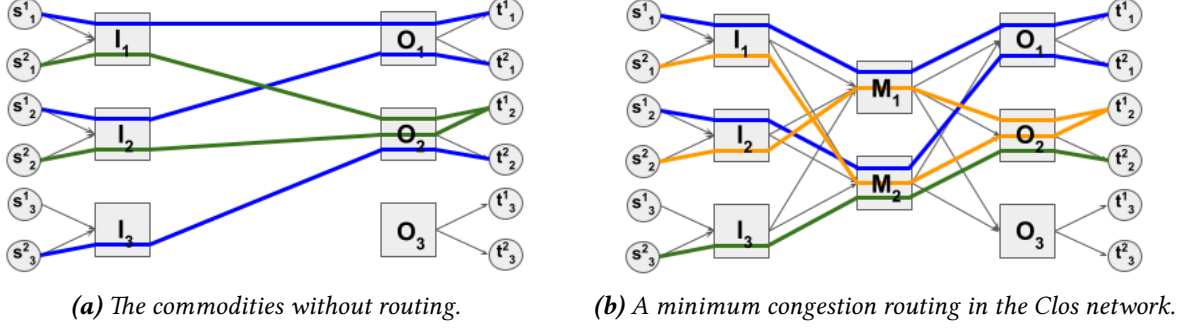 s¹₁ I₁ O₁ t¹₁
s²₁ t²₁
s¹₂ I₂ O₂ t¹₂
s²₂ t²₂
s¹₃ I₃ O₃ t¹₃
s²₃ t²₃
(a) The commodities without routing.
s¹₁ I₁ O₁ t¹₁
s²₁ M₁ t²₁
s¹₂ I₂ O₂ t¹₂
s²₂ M₂ t²₂
s¹₃ I₃ O₃ t¹₃
s²₃ t²₃
(b) A minimum congestion routing in the Clos network.